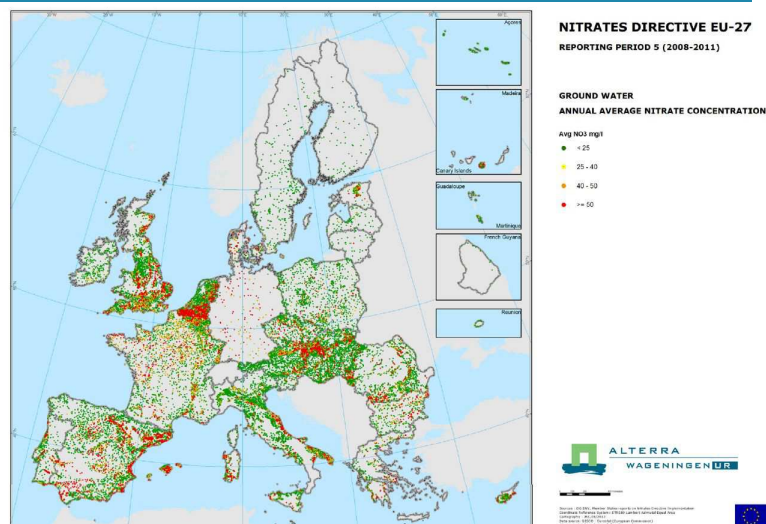 NITRATES DIRECTIVE EU-27
REPORTING PERIOD 5 (2008-2011)
GROUND WATER
ANNUAL AVERAGE NITRATE CONCENTRATION
Avg NO3 mg/l
< 25
25 - 40
40 - 50
>= 50
Azores
Madeira
Canary Islands
Guadeloupe
Martinique
French Guyana
Reunion
ALTERRA
WAGENINGEN UR